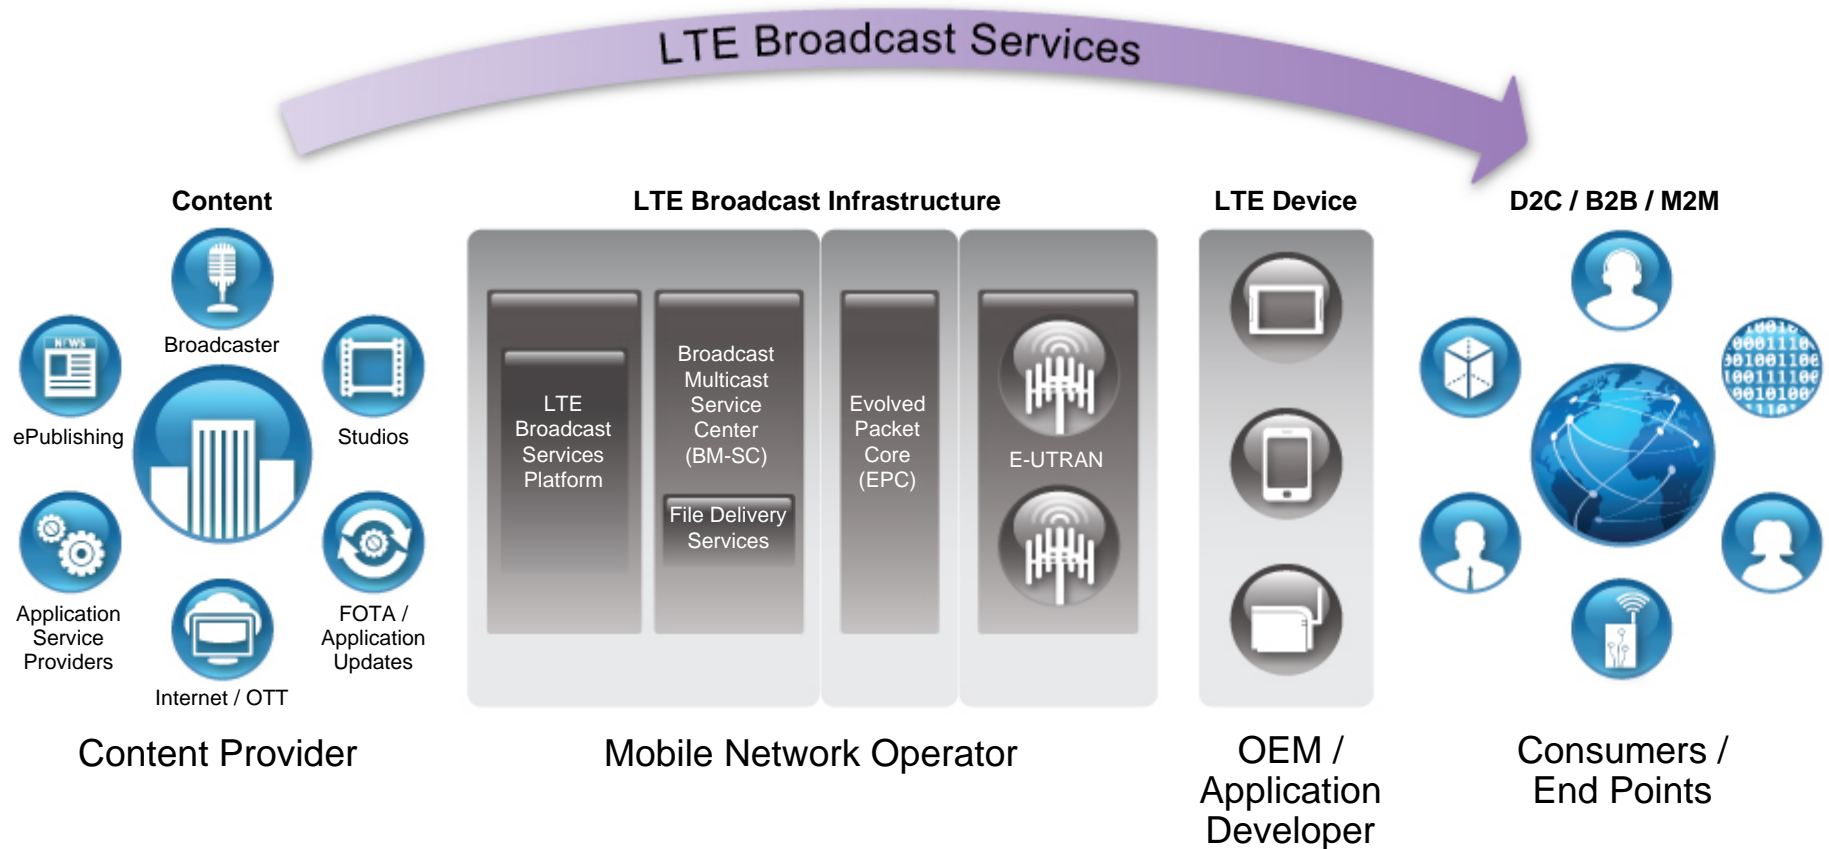 LTE Broadcast Services
Content
LTE Broadcast Infrastructure
LTE Device
D2C / B2B / M2M
Broadcaster
NEWS
ePublishing
Studios
Application
Service
Providers
FOTA /
Application
Updates
Internet / OTT
LTE
Broadcast
Services
Platform
Broadcast
Multicast
Service
Center
(BM-SC)
File Delivery
Services
Evolved
Packet
Core
(EPC)
E-UTRAN
Content Provider
Mobile Network Operator
OEM /
Application
Developer
Consumers /
End Points